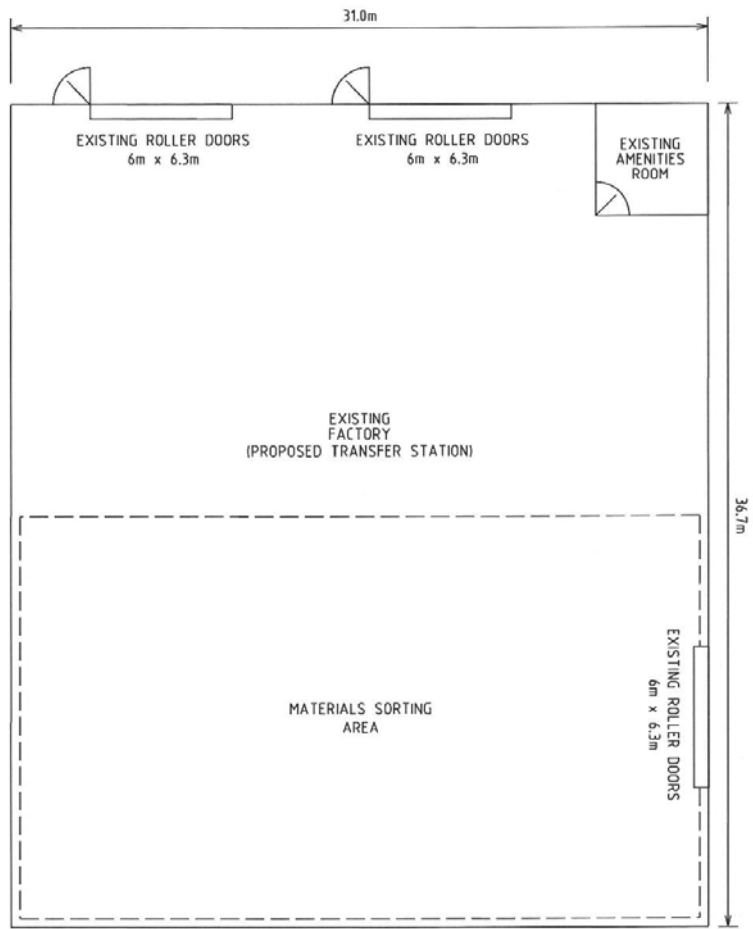 31.0m
EXISTING ROLLER DOORS
6m x 6.3m
EXISTING ROLLER DOORS
6m x 6.3m
EXISTING
AMENITIES
ROOM
EXISTING
FACTORY
(PROPOSED TRANSFER STATION)
36.7m
EXISTING ROLLER DOORS
6m x 6.3m
MATERIALS SORTING
AREA